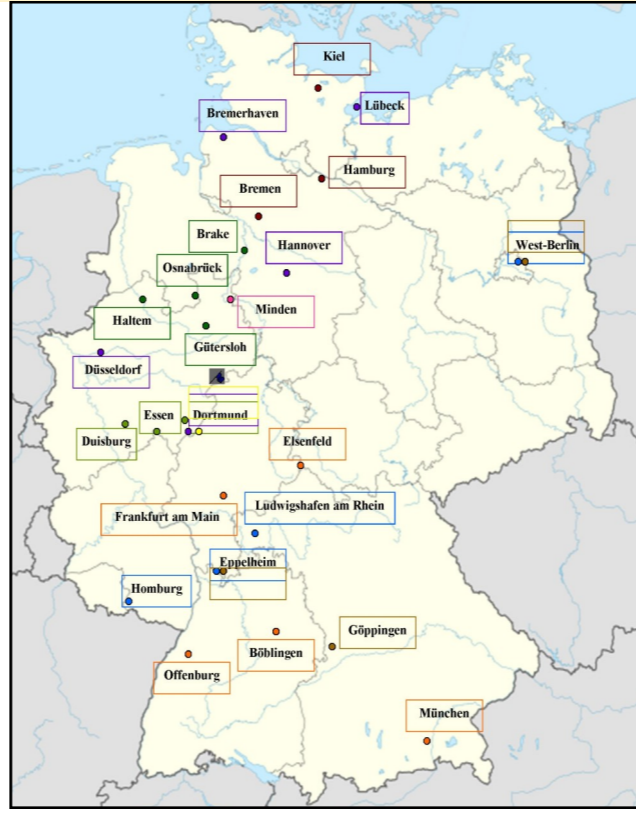 Kiel
Lübeck
Bremerhaven
Hamburg
Bremen
Brake
Hannover
West-Berlin
Osnabrück
Haltem
Minden
Gütersloh
Düsseldorf
Essen
Dortmund
Duisburg
Elsenfeld
Frankfurt am Main
Ludwigshafen am Rhein
Eppelheim
Homburg
Göppingen
Böblingen
Offenburg
München